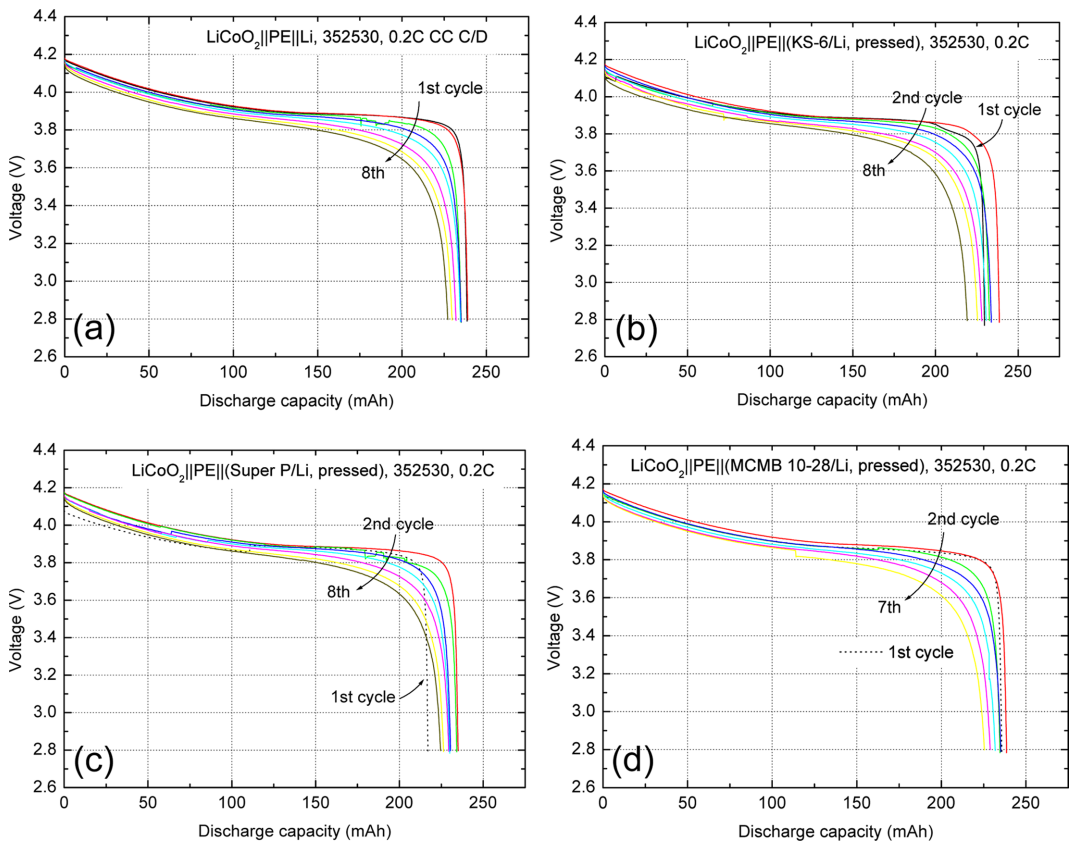 LiCoO₂||PE||Li, 352530, 0.2C CC C/D
1st cycle
8th
4.4
4.2
4.0
3.8
3.6
3.4
3.2
3.0
2.8
2.6
Voltage (V)
(a)
0 50 100 150 200 250
Discharge capacity (mAh)
LiCoO₂||PE||(KS-6/Li, pressed), 352530, 0.2C
2nd cycle
1st cycle
8th
4.4
4.2
4.0
3.8
3.6
3.4
3.2
3.0
2.8
2.6
Voltage (V)
(b)
0 50 100 150 200 250
Discharge capacity (mAh)
LiCoO₂||PE||(Super P/Li, pressed), 352530, 0.2C
2nd cycle
8th
1st cycle
4.4
4.2
4.0
3.8
3.6
3.4
3.2
3.0
2.8
2.6
Voltage (V)
(c)
0 50 100 150 200 250
Discharge capacity (mAh)
LiCoO₂||PE||(MCMB 10-28/Li, pressed), 352530, 0.2C
2nd cycle
7th
1st cycle
4.4
4.2
4.0
3.8
3.6
3.4
3.2
3.0
2.8
2.6
Voltage (V)
(d)
0 50 100 150 200 250
Discharge capacity (mAh)